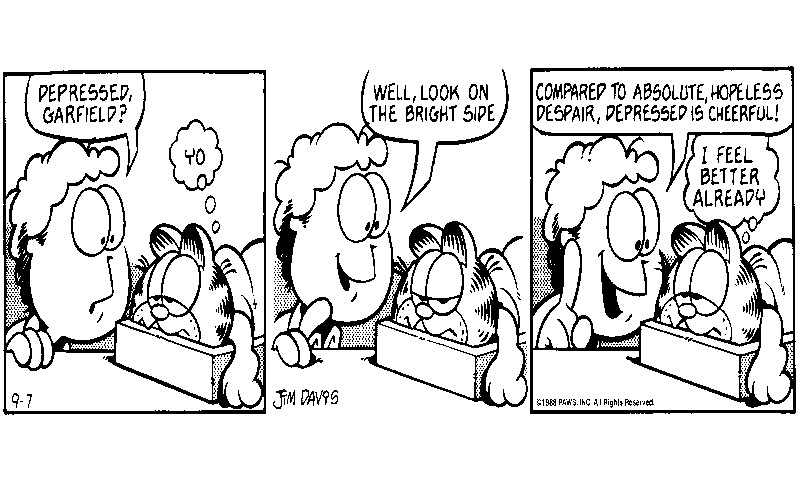 DEPRESSED,
GARFIELD?
YO
9-7
WELL, LOOK ON
THE BRIGHT SIDE
JIM DAVIS
COMPARED TO ABSOLUTE, HOPELESS
DESPAIR, DEPRESSED IS CHEERFUL!
I FEEL
BETTER
ALREADY
©1988 PAWS, INC. All Rights Reserved.